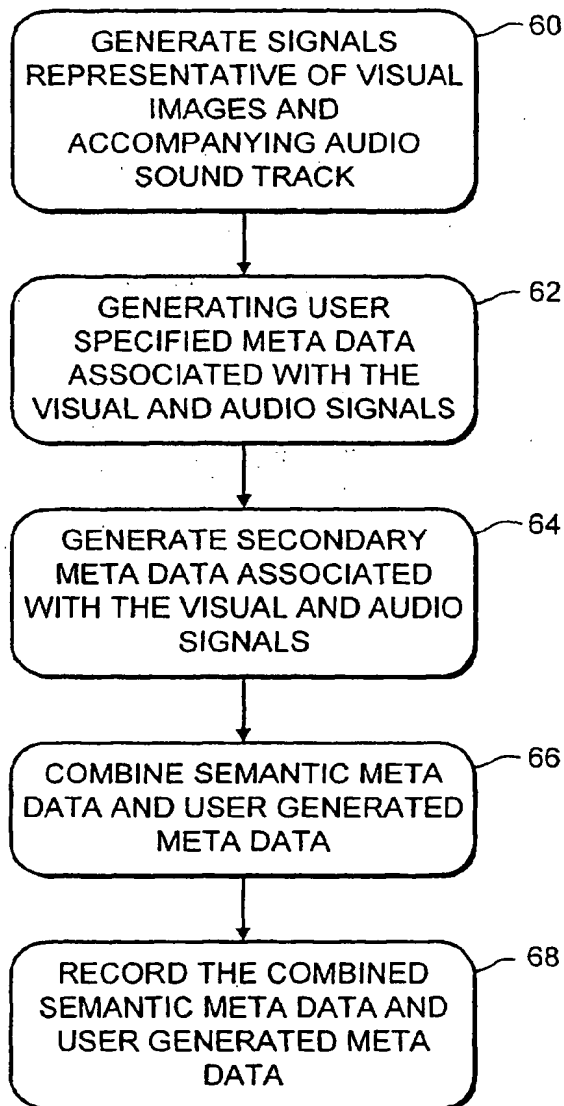 GENERATE SIGNALS
REPRESENTATIVE OF VISUAL
IMAGES AND
ACCOMPANYING AUDIO
SOUND TRACK
60
GENERATING USER
SPECIFIED META DATA
ASSOCIATED WITH THE
VISUAL AND AUDIO SIGNALS
62
GENERATE SECONDARY
META DATA ASSOCIATED
WITH THE VISUAL AND AUDIO
SIGNALS
64
COMBINE SEMANTIC META
DATA AND USER GENERATED
META DATA
66
RECORD THE COMBINED
SEMANTIC META DATA AND
USER GENERATED META
DATA
68